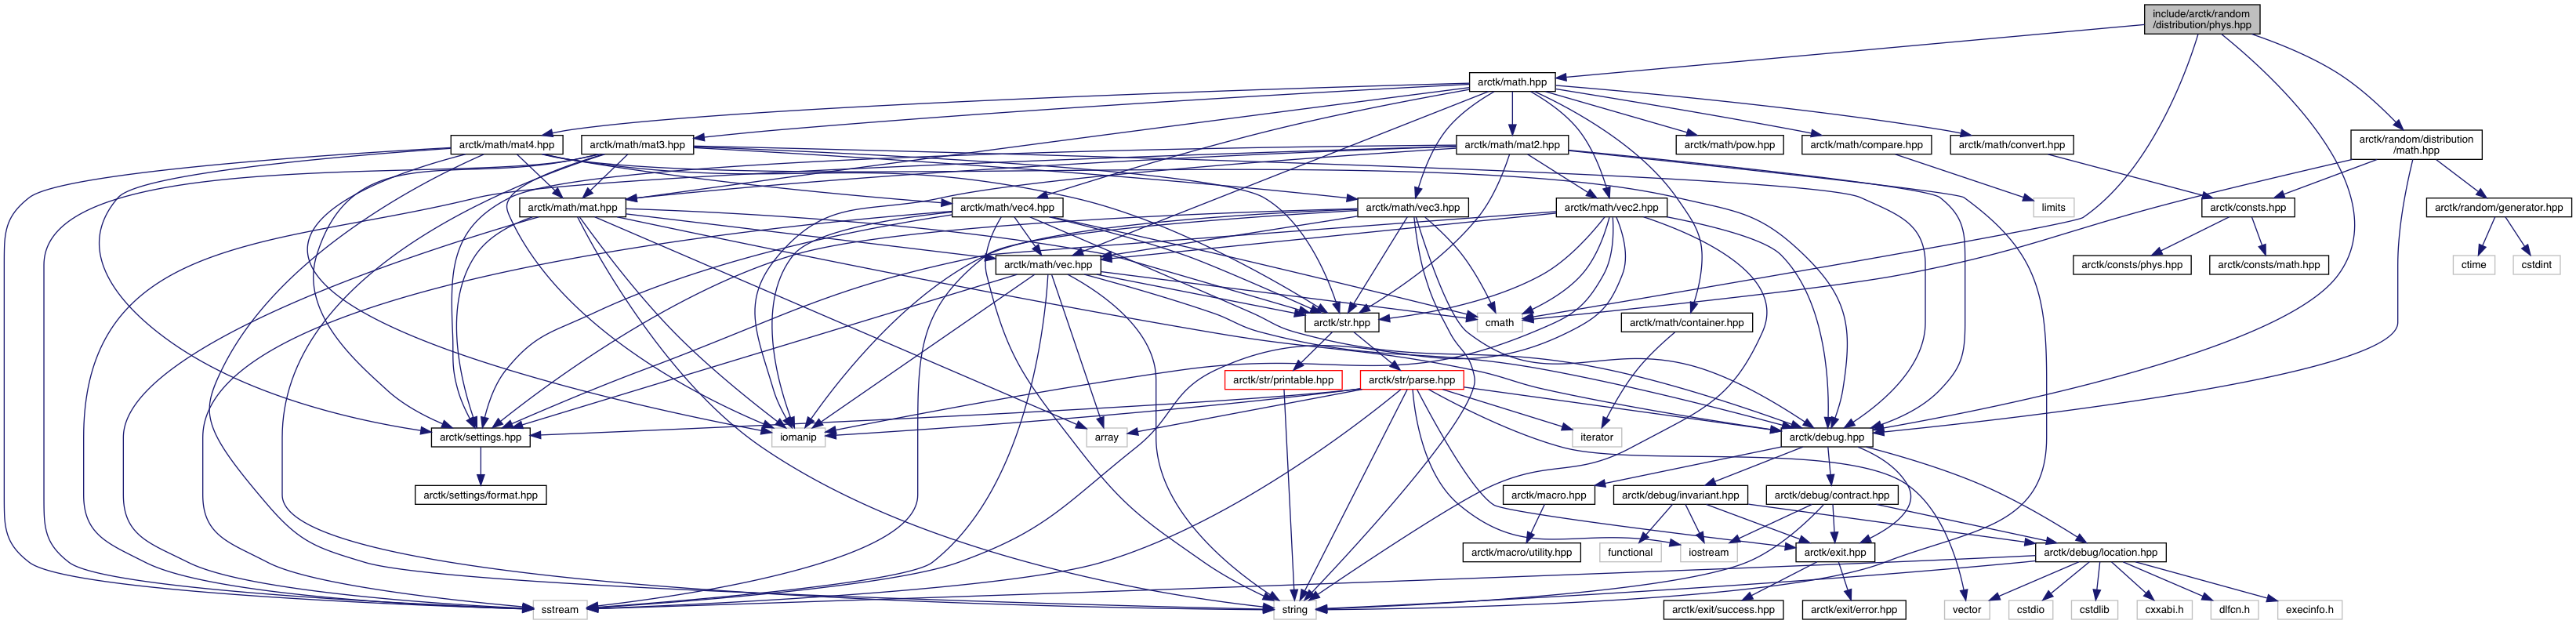 include/arctk/random
/distribution/phys.hpp
arctk/math.hpp
arctk/math/mat4.hpp
arctk/math/mat3.hpp
arctk/math/mat2.hpp
arctk/math/pow.hpp
arctk/math/compare.hpp
arctk/math/convert.hpp
arctk/random/distribution
/math.hpp
arctk/math/mat.hpp
arctk/math/vec4.hpp
arctk/math/vec3.hpp
arctk/math/vec2.hpp
limits
arctk/consts.hpp
arctk/random/generator.hpp
arctk/math/vec.hpp
arctk/consts/phys.hpp
arctk/consts/math.hpp
ctime
cstdint
arctk/str.hpp
cmath
arctk/math/container.hpp
arctk/str/printable.hpp
arctk/str/parse.hpp
arctk/settings.hpp
iomanip
array
iterator
arctk/debug.hpp
arctk/settings/format.hpp
arctk/macro.hpp
arctk/debug/invariant.hpp
arctk/debug/contract.hpp
arctk/macro/utility.hpp
functional
iostream
arctk/exit.hpp
arctk/debug/location.hpp
sstream
string
arctk/exit/success.hpp
arctk/exit/error.hpp
vector
cstdio
cstdlib
cxxabi.h
dlfcn.h
execinfo.h